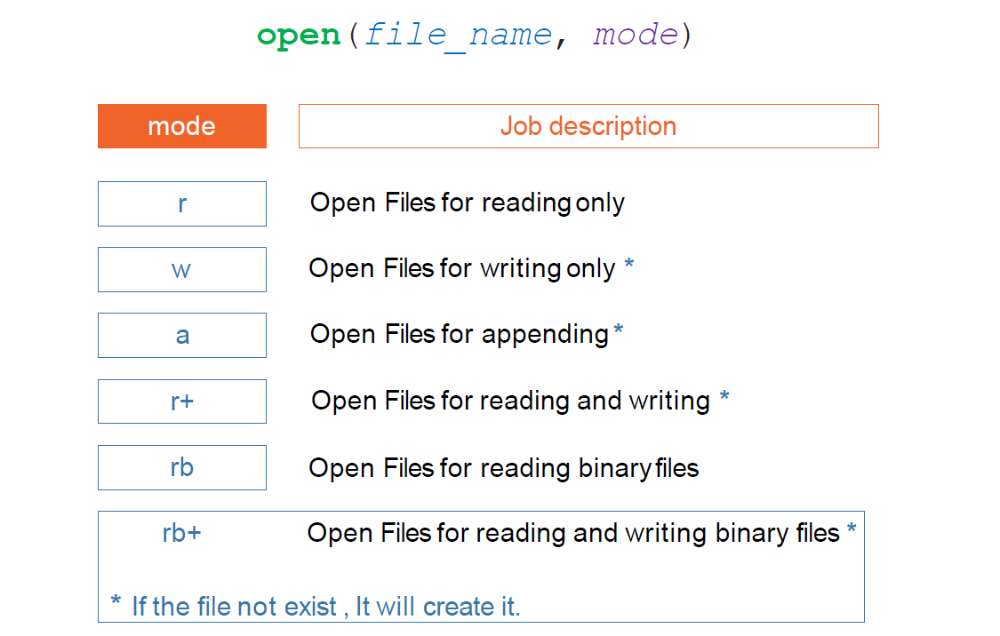 open(file_name, mode)
mode Job description
r Open Files for reading only
w Open Files for writing only *
a Open Files for appending *
r+ Open Files for reading and writing *
rb Open Files for reading binary files
rb+ Open Files for reading and writing binary files *
* If the file not exist , It will create it.